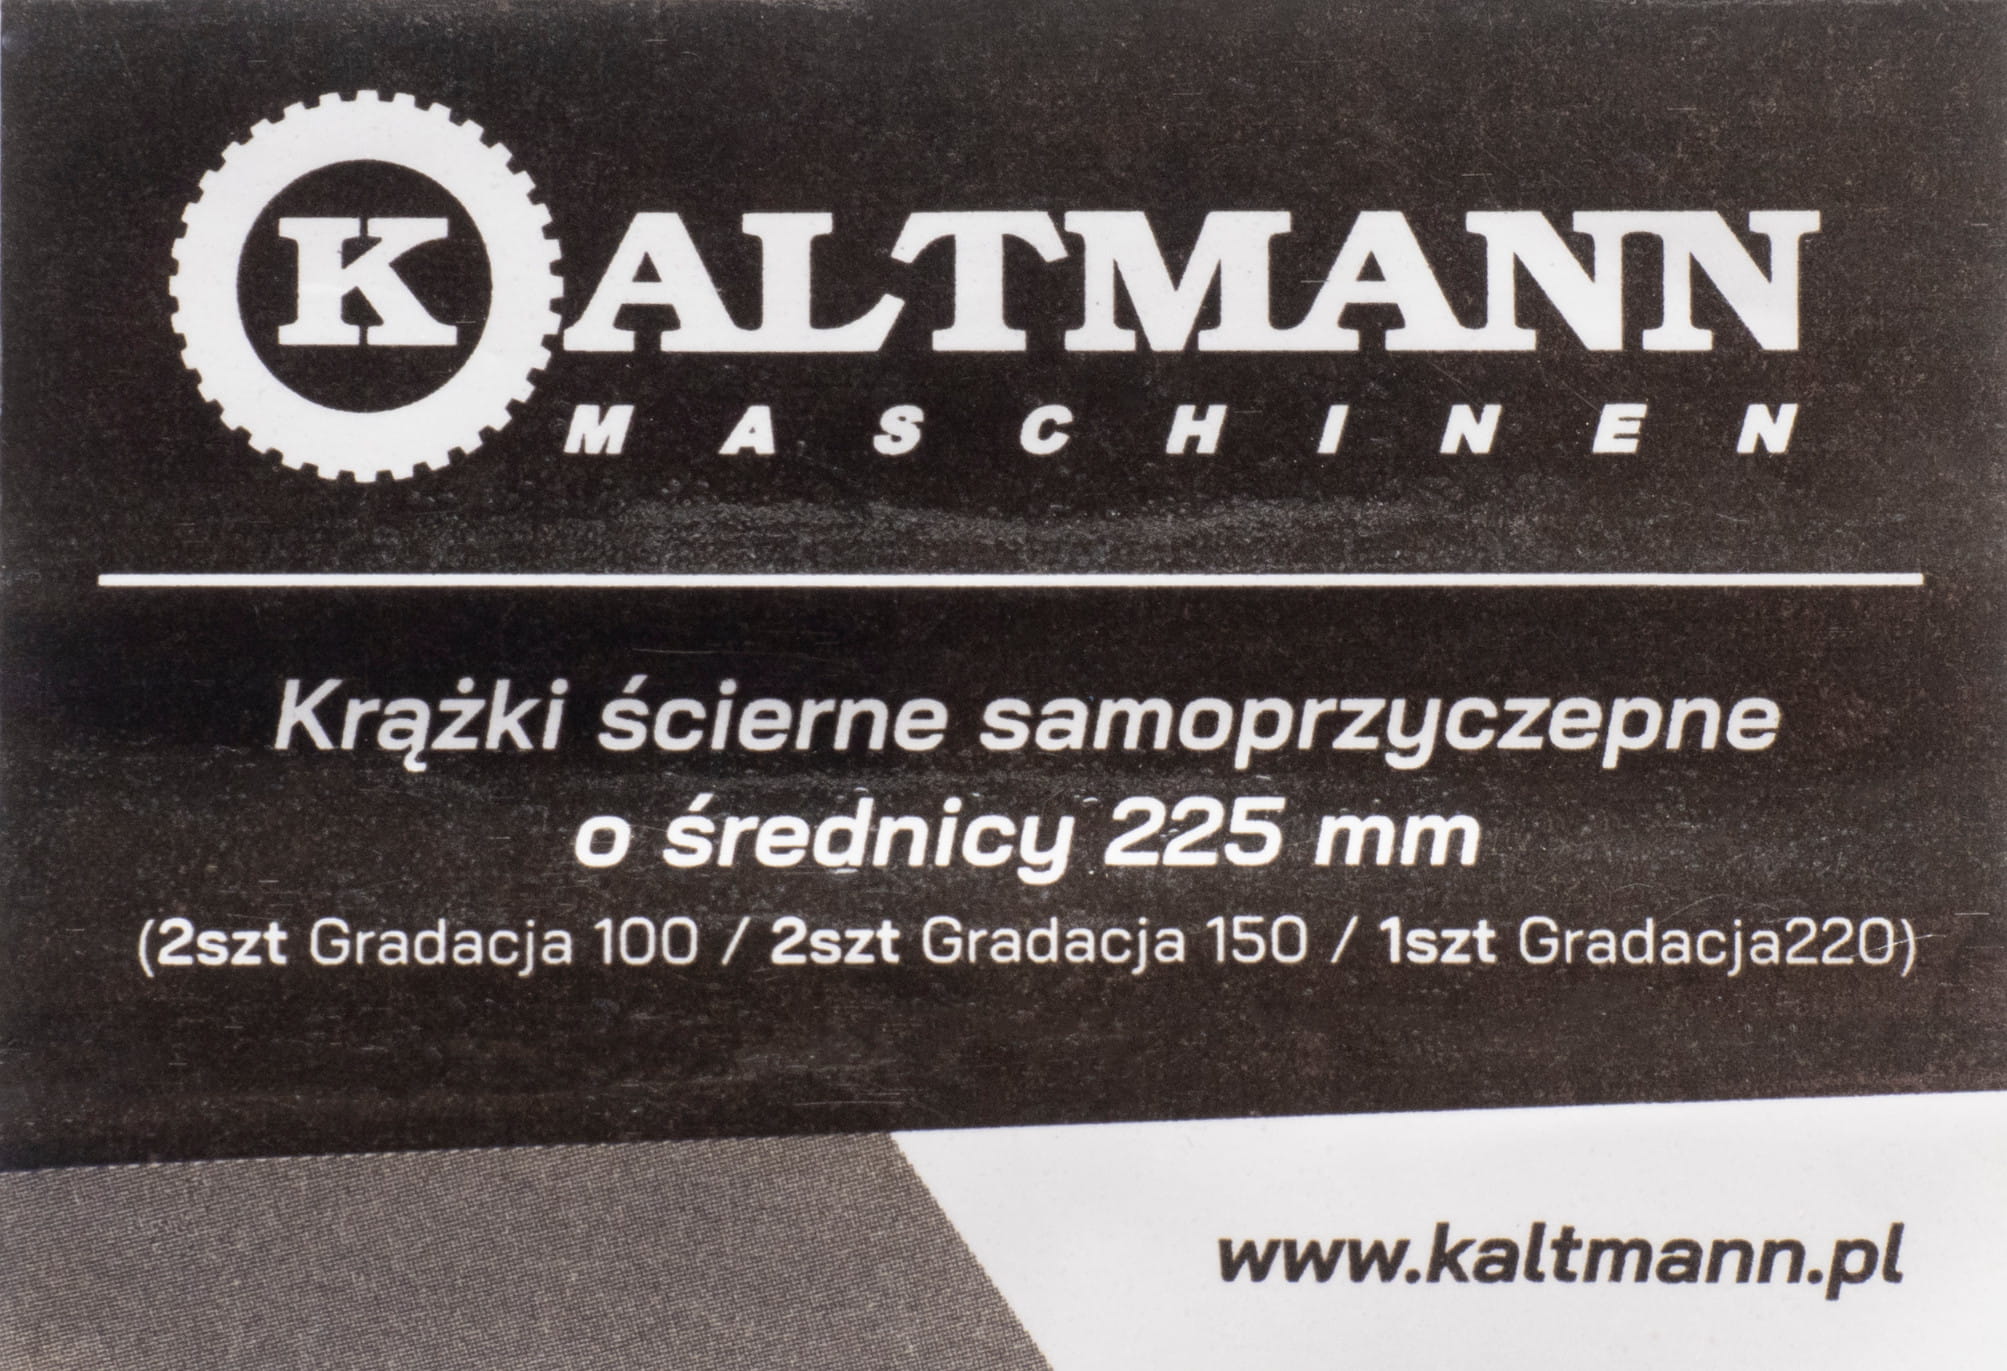 KALTMANN
MASCHINEN
Krążki ścierne samoprzyczepne
o średnicy 225 mm
(2szt Gradacja 100 / 2szt Gradacja 150 / 1szt Gradacja220)
www.kaltmann.pl